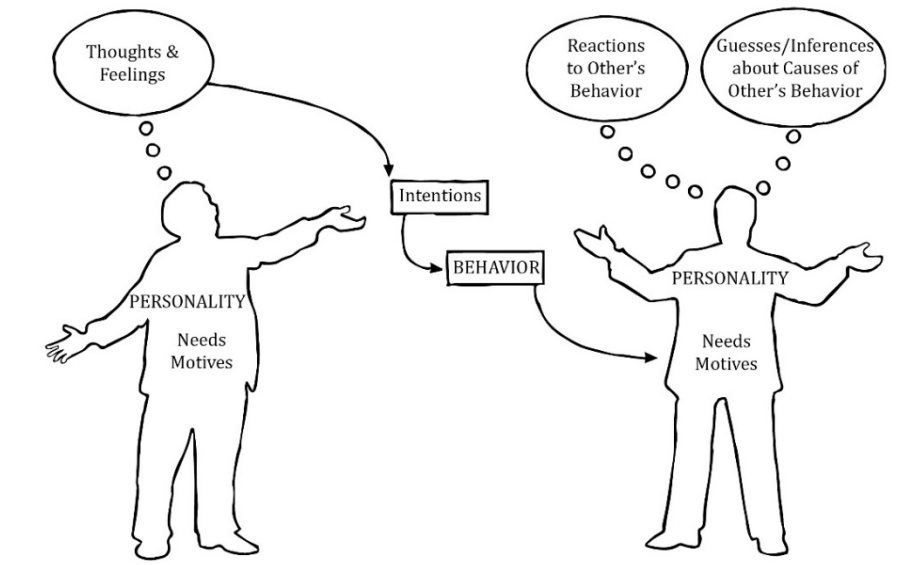 Thoughts &
Feelings
Reactions
to Other's
Behavior
Guesses/Inferences
about Causes of
Other's Behavior
Intentions
BEHAVIOR
PERSONALITY
Needs
Motives
PERSONALITY
Needs
Motives